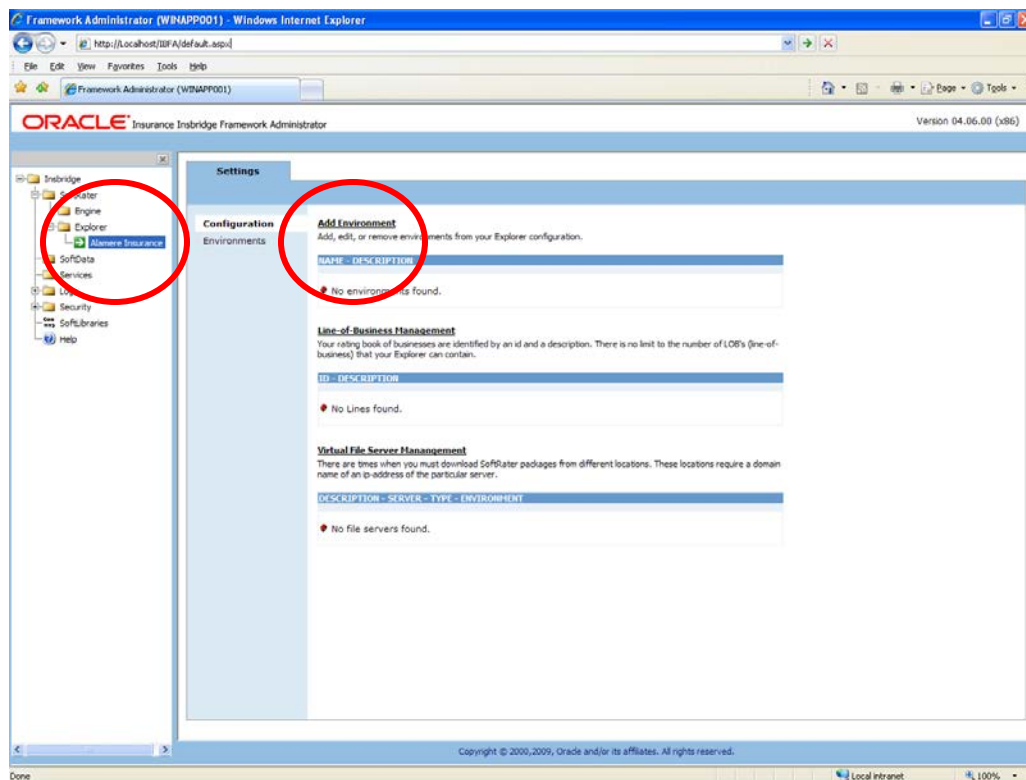 Framework Administrator (WINAPP001) - Windows Internet Explorer
http://localhost/IBFA/default.aspx
File Edit View Favorites Tools Help
Framework Administrator (WINAPP001)
Page Tools
ORACLE Insurance Insbridge Framework Administrator
Version 04.06.00 (x86)
Insbridge
SoftRater
Engine
Explorer
Alamere Insurance
SoftData
Services
Security
SoftLibraries
Help
Settings
Configuration
Environments
Add Environment
Add, edit, or remove environments from your Explorer configuration.
NAME - DESCRIPTION
No environments found.
Line-of-Business Management
Your rating book of businesses are identified by an id and a description. There is no limit to the number of LOB's (line-of-
business) that your Explorer can contain.
ID - DESCRIPTION
No Lines found.
Virtual File Server Manangement
There are times when you must download SoftRater packages from different locations. These locations require a domain
name of an ip-address of the particular server.
DESCRIPTION - SERVER - TYPE - ENVIRONMENT
No file servers found.
Copyright © 2000,2009, Oracle and/or its affiliates. All rights reserved.
Done
Local intranet
100%